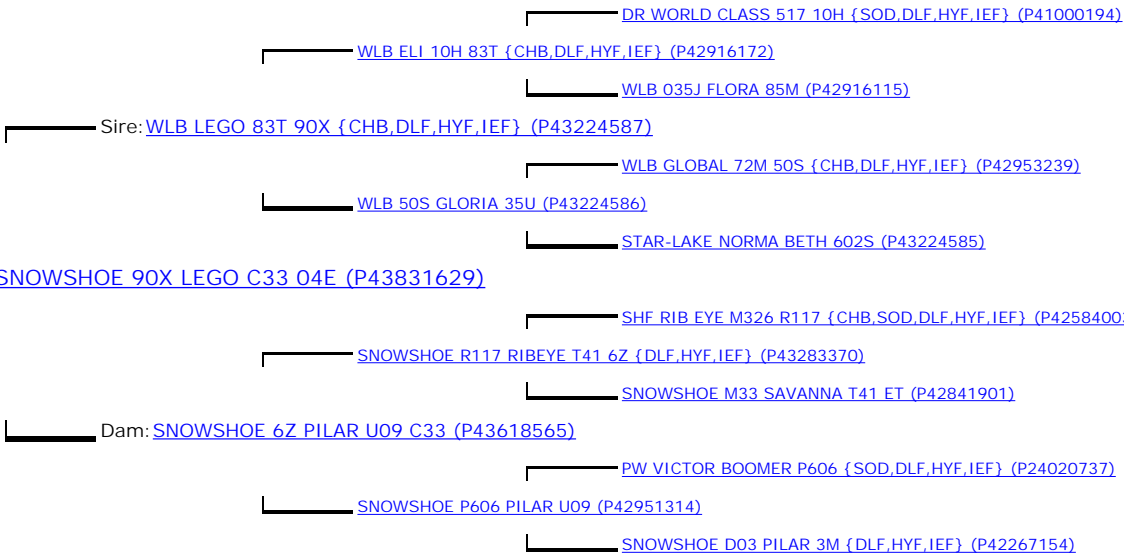 DR WORLD CLASS 517 10H {SOD,DLF,HYF,IEF} (P41000194)
WLB ELI 10H 83T {CHB,DLF,HYF,IEF} (P42916172)
WLB 035J FLORA 85M (P42916115)
Sire: WLB LEGO 83T 90X {CHB,DLF,HYF,IEF} (P43224587)
WLB GLOBAL 72M 50S {CHB,DLF,HYF,IEF} (P42953239)
WLB 50S GLORIA 35U (P43224586)
STAR-LAKE NORMA BETH 602S (P43224585)
SNOWSHOE 90X LEGO C33 04E (P43831629)
SHF RIB EYE M326 R117 {CHB,SOD,DLF,HYF,IEF} (P42584003
SNOWSHOE R117 RIBEYE T41 6Z {DLF,HYF,IEF} (P43283370)
SNOWSHOE M33 SAVANNA T41 ET (P42841901)
Dam: SNOWSHOE 6Z PILAR U09 C33 (P43618565)
PW VICTOR BOOMER P606 {SOD,DLF,HYF,IEF} (P24020737)
SNOWSHOE P606 PILAR U09 (P42951314)
SNOWSHOE D03 PILAR 3M {DLF,HYF,IEF} (P42267154)